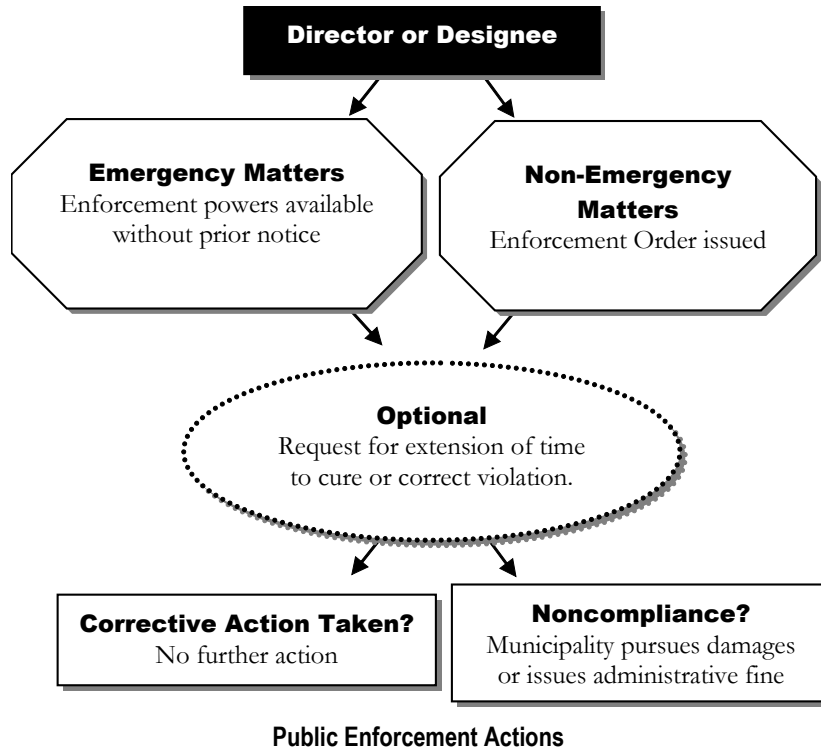 Director or Designee
Emergency Matters
Enforcement powers available
without prior notice
Non-Emergency
Matters
Enforcement Order issued
Optional
Request for extension of time
to cure or correct violation.
Corrective Action Taken?
No further action
Noncompliance?
Municipality pursues damages
or issues administrative fine
Public Enforcement Actions